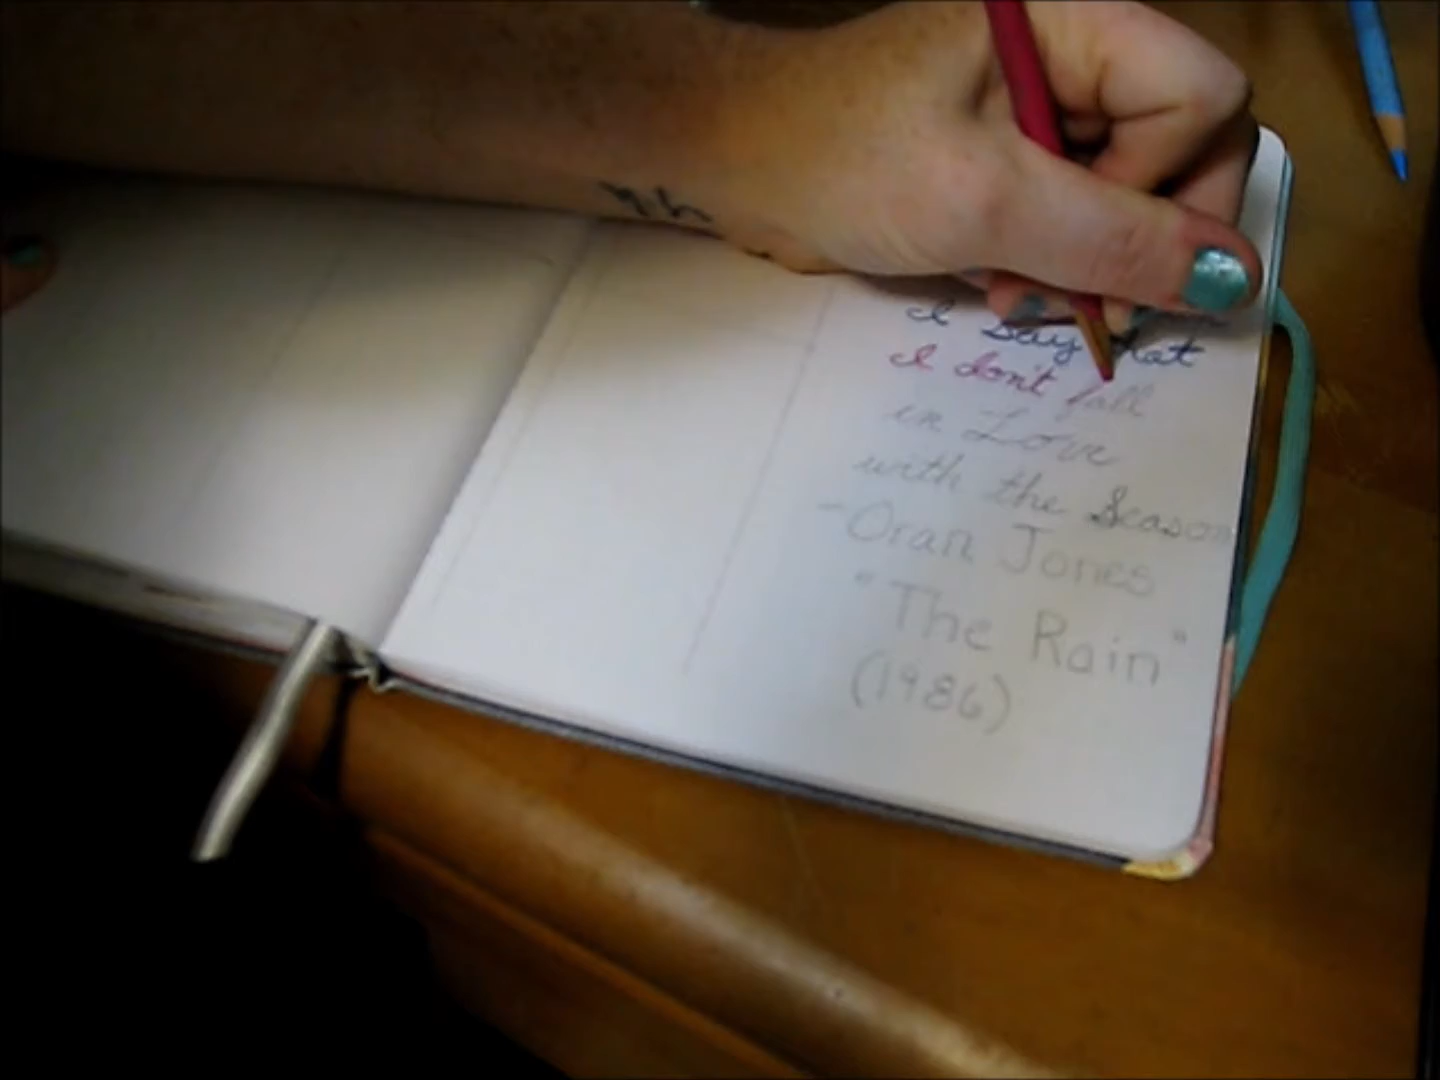 I say that
I don't fall
in Love
with the Season
-Oran Jones
"The Rain"
(1986)